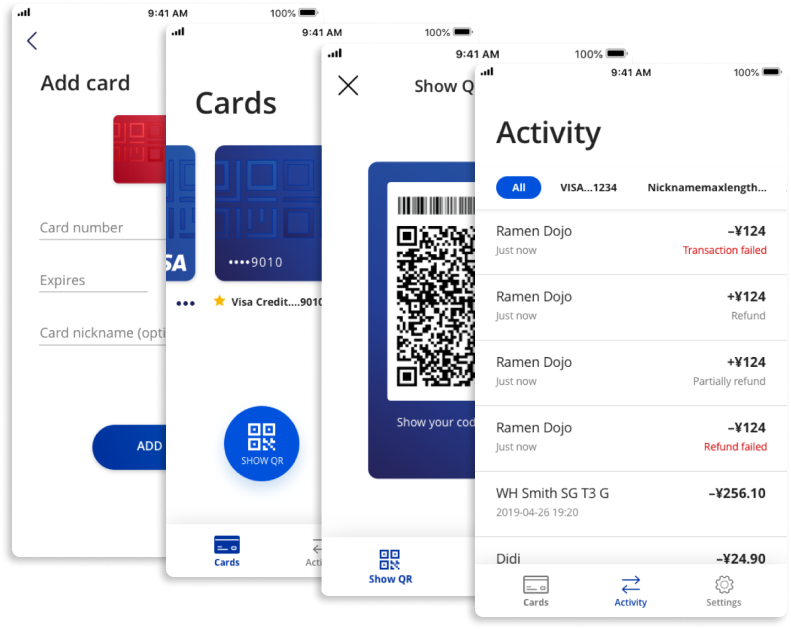 9:41 AM 100%
Add card
Card number
Expires
Card nickname (opti
ADD
9:41 AM 100%
Cards
SA
••••9010
••• Visa Credit....9010
SHOW QR
Cards
Acti
9:41 AM 100%
Show Q
Show your cod
Show QR
9:41 AM 100%
Activity
All VISA...1234 Nicknamemaxlength...
Ramen Dojo –¥124
Just now Transaction failed
Ramen Dojo +¥124
Just now Refund
Ramen Dojo +¥124
Just now Partially refund
Ramen Dojo –¥124
Just now Refund failed
WH Smith SG T3 G –¥256.10
2019-04-26 19:20
Didi –¥24.90
Cards Activity Settings